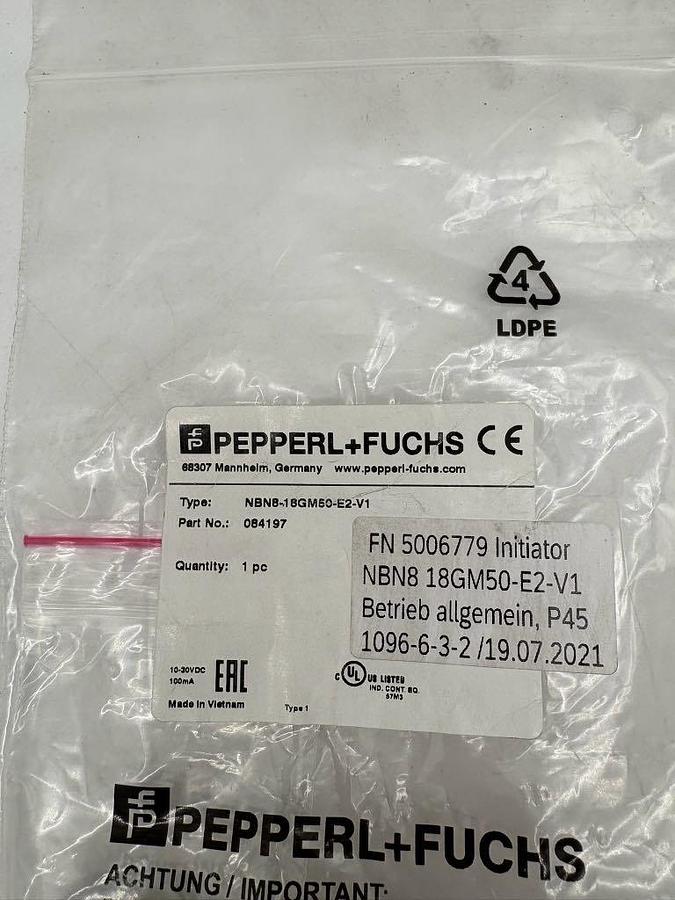 4
LDPE
PEPPERL+FUCHS CE
68307 Mannheim, Germany www.pepperl-fuchs.com
Type: NBN8-18GM50-E2-V1
Part No.: 084197
Quantity: 1 pc
FN 5006779 Initiator
NBN8 18GM50-E2-V1
Betrieb allgemein, P45
1096-6-3-2 /19.07.2021
10-30VDC
100mA
EAC
C UL US LISTED
IND. CONT. EQ.
57M3
Made in Vietnam
Type 1
PEPPERL+FUCHS
ACHTUNG / IMPORTANT: